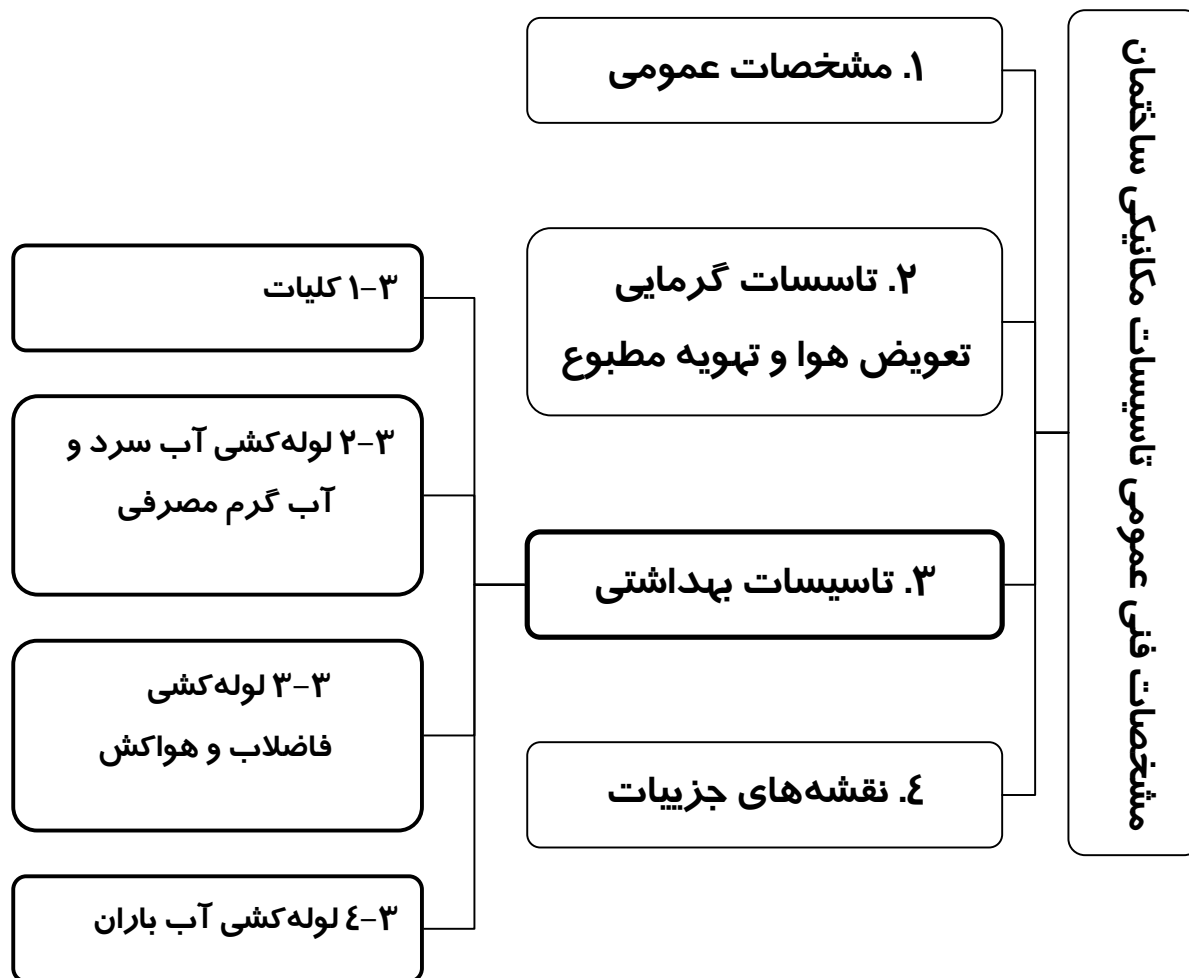 مشخصات فنی عمومی تاسیسات مکانیکی ساختمان
۱. مشخصات عمومی
۲. تاسسات گرمایی
تعویض هوا و تهویه مطبوع
۳. تاسیسات بهداشتی
۴. نقشه‌های جزییات
۳-۱ کلیات
۳-۲ لوله‌کشی آب سرد و
آب گرم مصرفی
۳-۳ لوله‌کشی
فاضلاب و هواکش
۳-۴ لوله‌کشی آب باران